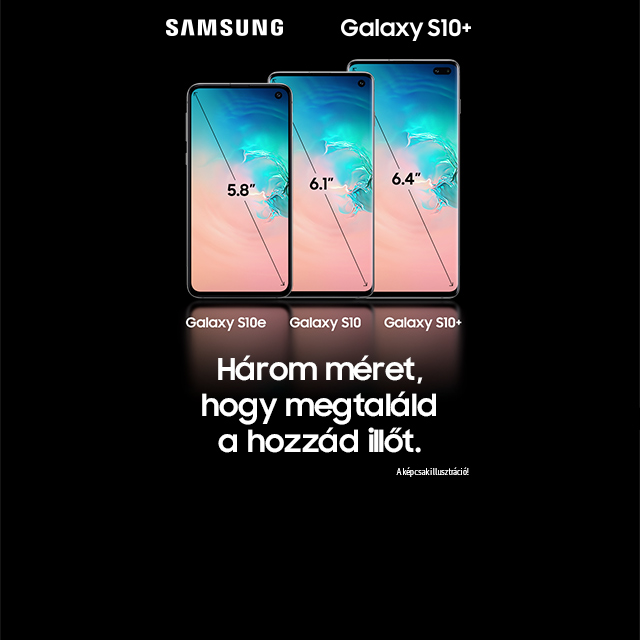 SAMSUNG Galaxy S10+
5.8” 6.1” 6.4”
Galaxy S10e Galaxy S10 Galaxy S10+
Három méret,
hogy megtaláld
a hozzád illőt.
A kép csak illusztráció!